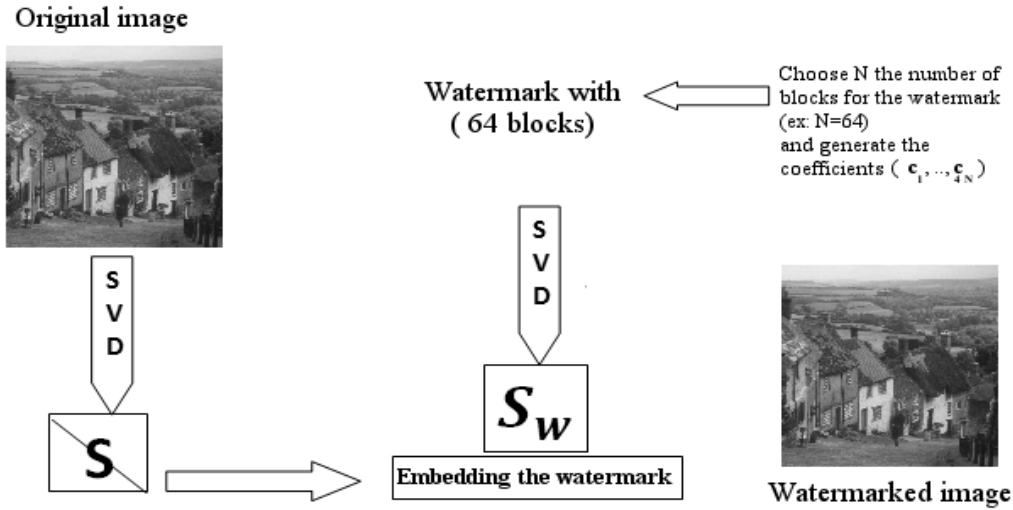 Original image
Watermark with
( 64 blocks)
Choose N the number of
blocks for the watermark
(ex: N=64)
and generate the
coefficients ( c₁,..,c₄N )
S
V
D
S
V
D
S
Sw
Embedding the watermark
Watermarked image